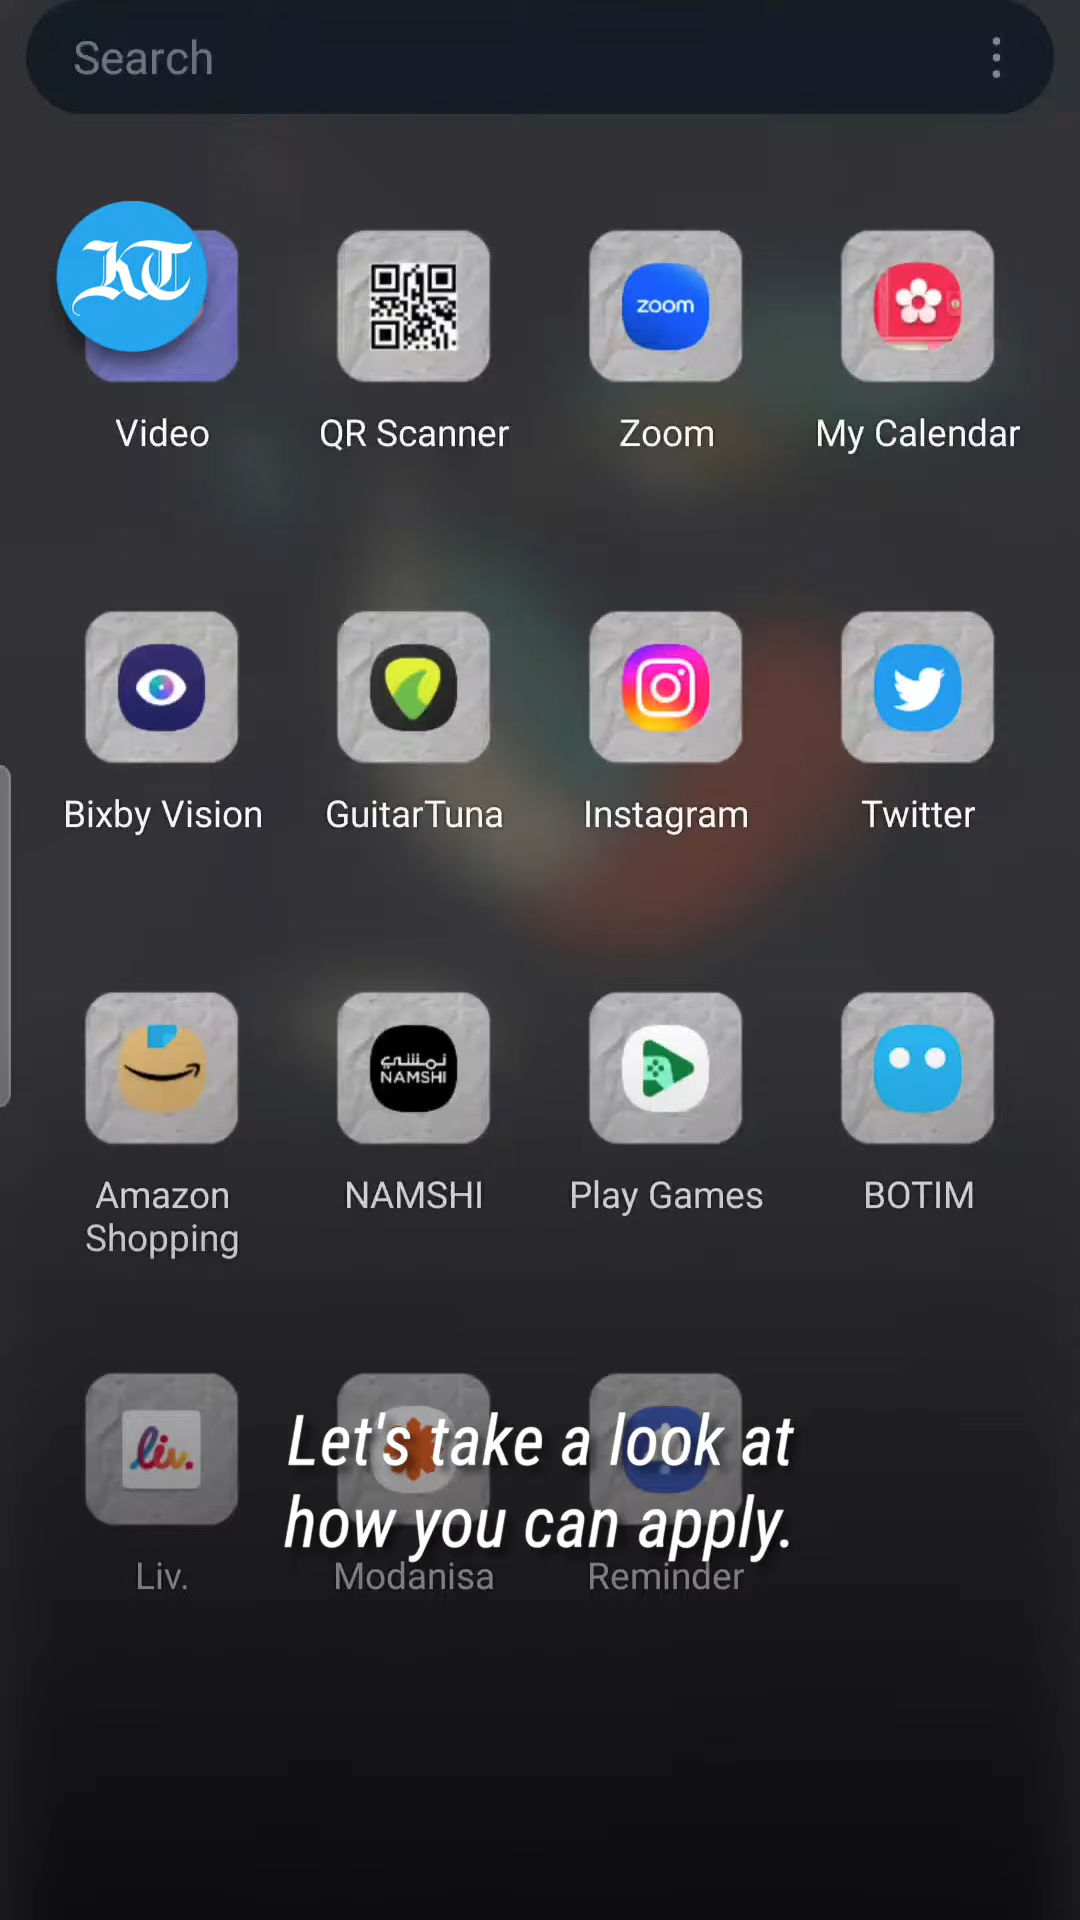 Search
KT
Video
QR Scanner
zoom
Zoom
My Calendar
Bixby Vision
GuitarTuna
Instagram
Twitter
نمشي
NAMSHI
Amazon
Shopping
NAMSHI
Play Games
BOTIM
liv.
Let's take a look at
how you can apply.
Liv.
Modanisa
Reminder